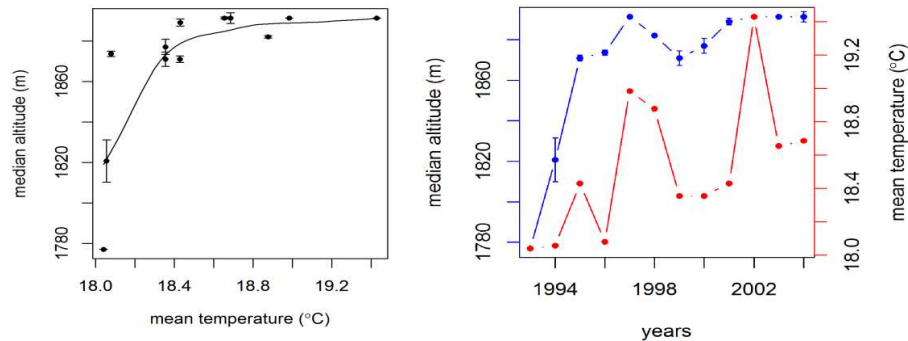 median altitude (m)
1860
1820
1780
18.0 18.4 18.8 19.2
mean temperature (°C)
median altitude (m)
1860
1820
1780
1994 1998 2002
years
19.2
18.8
18.4
18.0
mean temperature (°C)